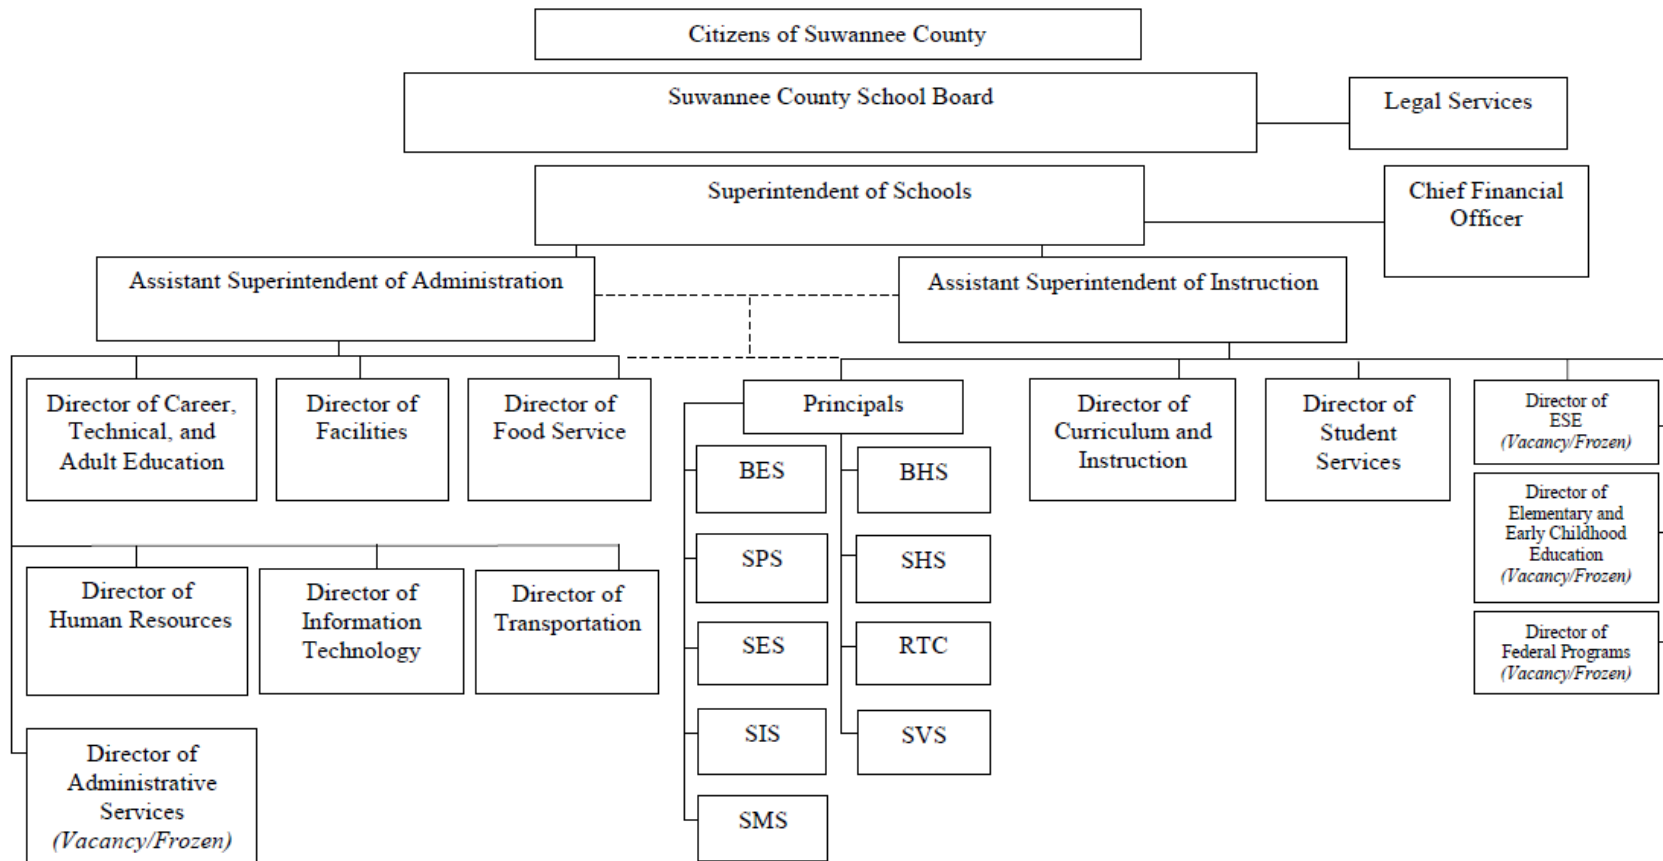 Citizens of Suwannee County
Suwannee County School Board
Legal Services
Superintendent of Schools
Chief Financial
Officer
Assistant Superintendent of Administration
Assistant Superintendent of Instruction
Director of Career,
Technical, and
Adult Education
Director of
Facilities
Director of
Food Service
Principals
BES
BHS
SPS
SHS
SES
RTC
SIS
SVS
SMS
Director of
Curriculum and
Instruction
Director of
Student
Services
Director of
ESE
(Vacancy/Frozen)
Director of
Elementary and
Early Childhood
Education
(Vacancy/Frozen)
Director of
Federal Programs
(Vacancy/Frozen)
Director of
Human Resources
Director of
Information
Technology
Director of
Transportation
Director of
Administrative
Services
(Vacancy/Frozen)